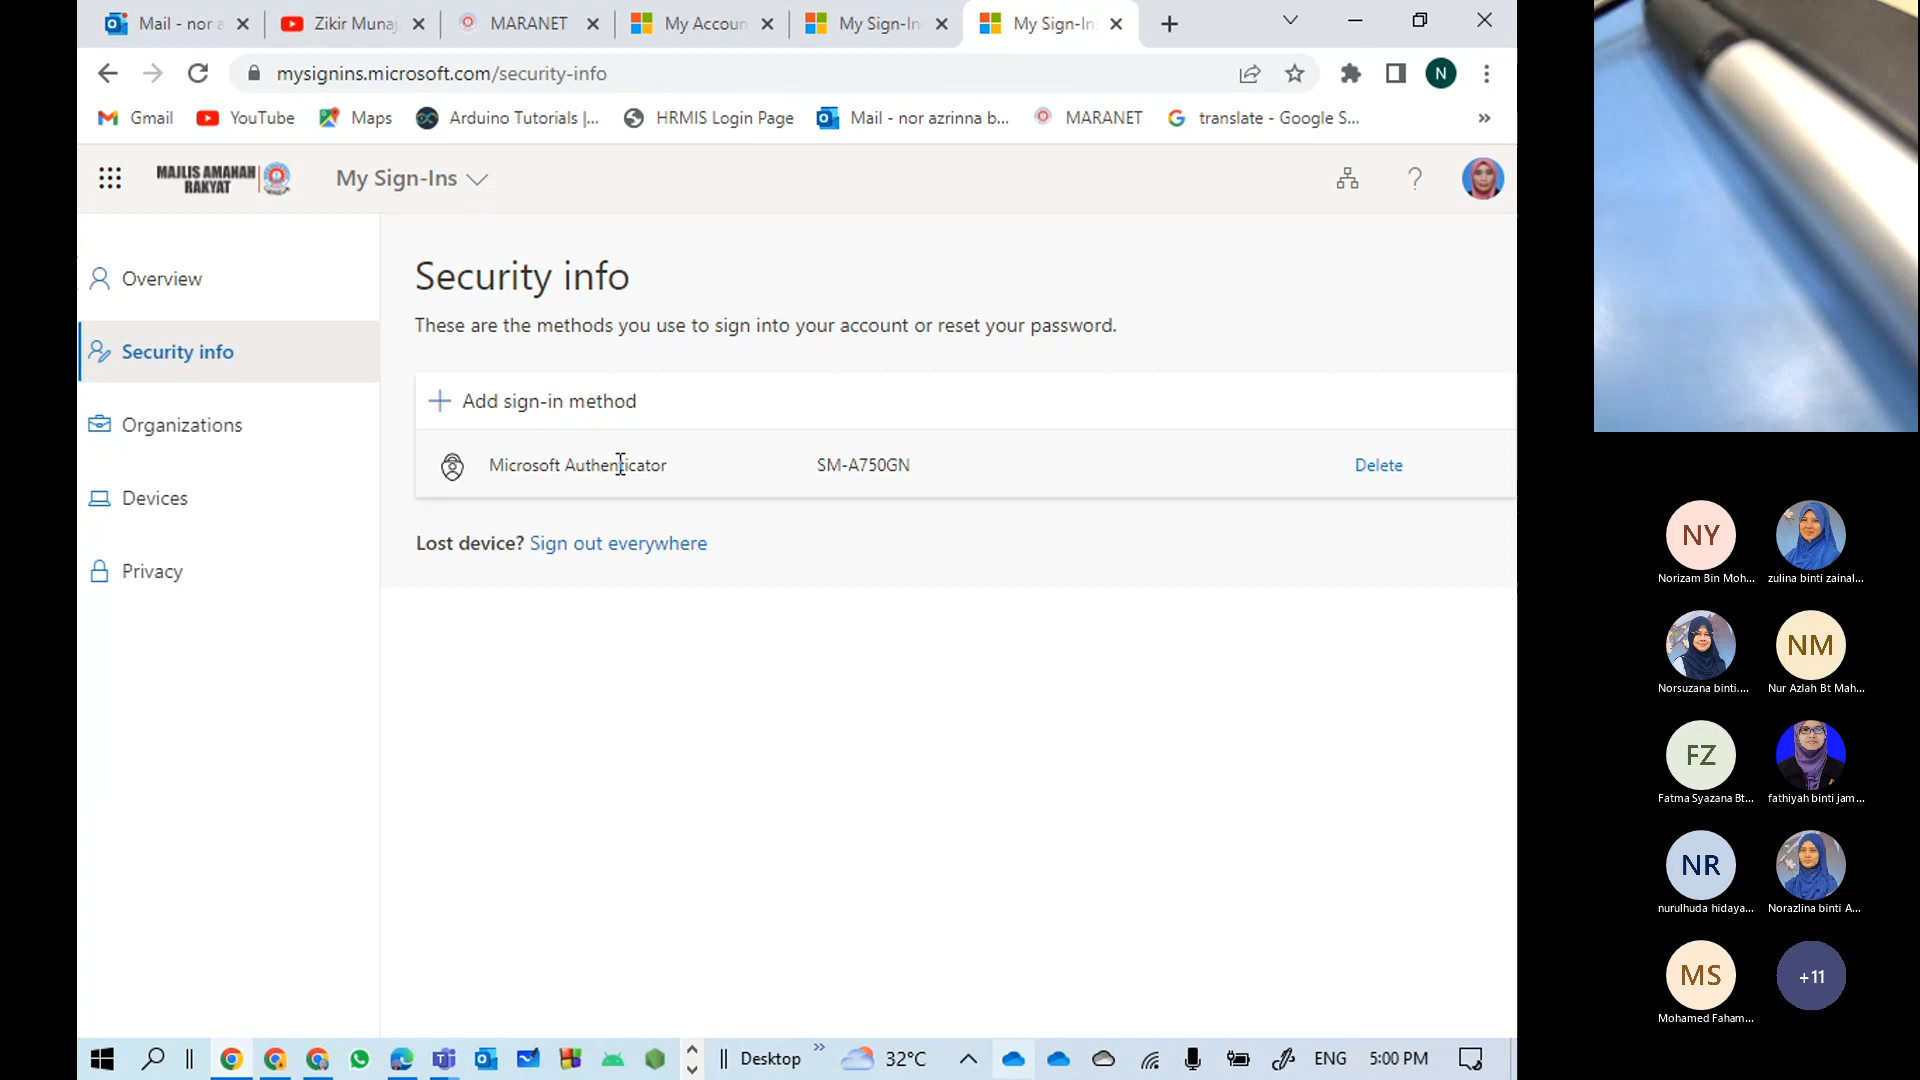 Mail - nor a
Zikir Munaj
MARANET
My Accoun
My Sign-In
My Sign-In
mysignins.microsoft.com/security-info
N
Gmail
YouTube
Maps
Arduino Tutorials |...
HRMIS Login Page
Mail - nor azrinna b...
MARANET
translate - Google S...
»
MAJLIS AMANAH
RAKYAT
My Sign-Ins
?
Overview
Security info
Organizations
Devices
Privacy
Security info
These are the methods you use to sign into your account or reset your password.
+ Add sign-in method
Microsoft Authenticator
SM-A750GN
Delete
Lost device? Sign out everywhere
NY
Norizam Bin Moh...
zulina binti zainal...
Norsuzana binti....
NM
Nur Azlah Bt Mah...
FZ
Fatma Syazana Bt...
fathiyah binti jam...
NR
nurulhuda hidaya...
Norazlina binti A...
MS
Mohamed Faham...
+11
Desktop
»
32°C
ENG
5:00 PM